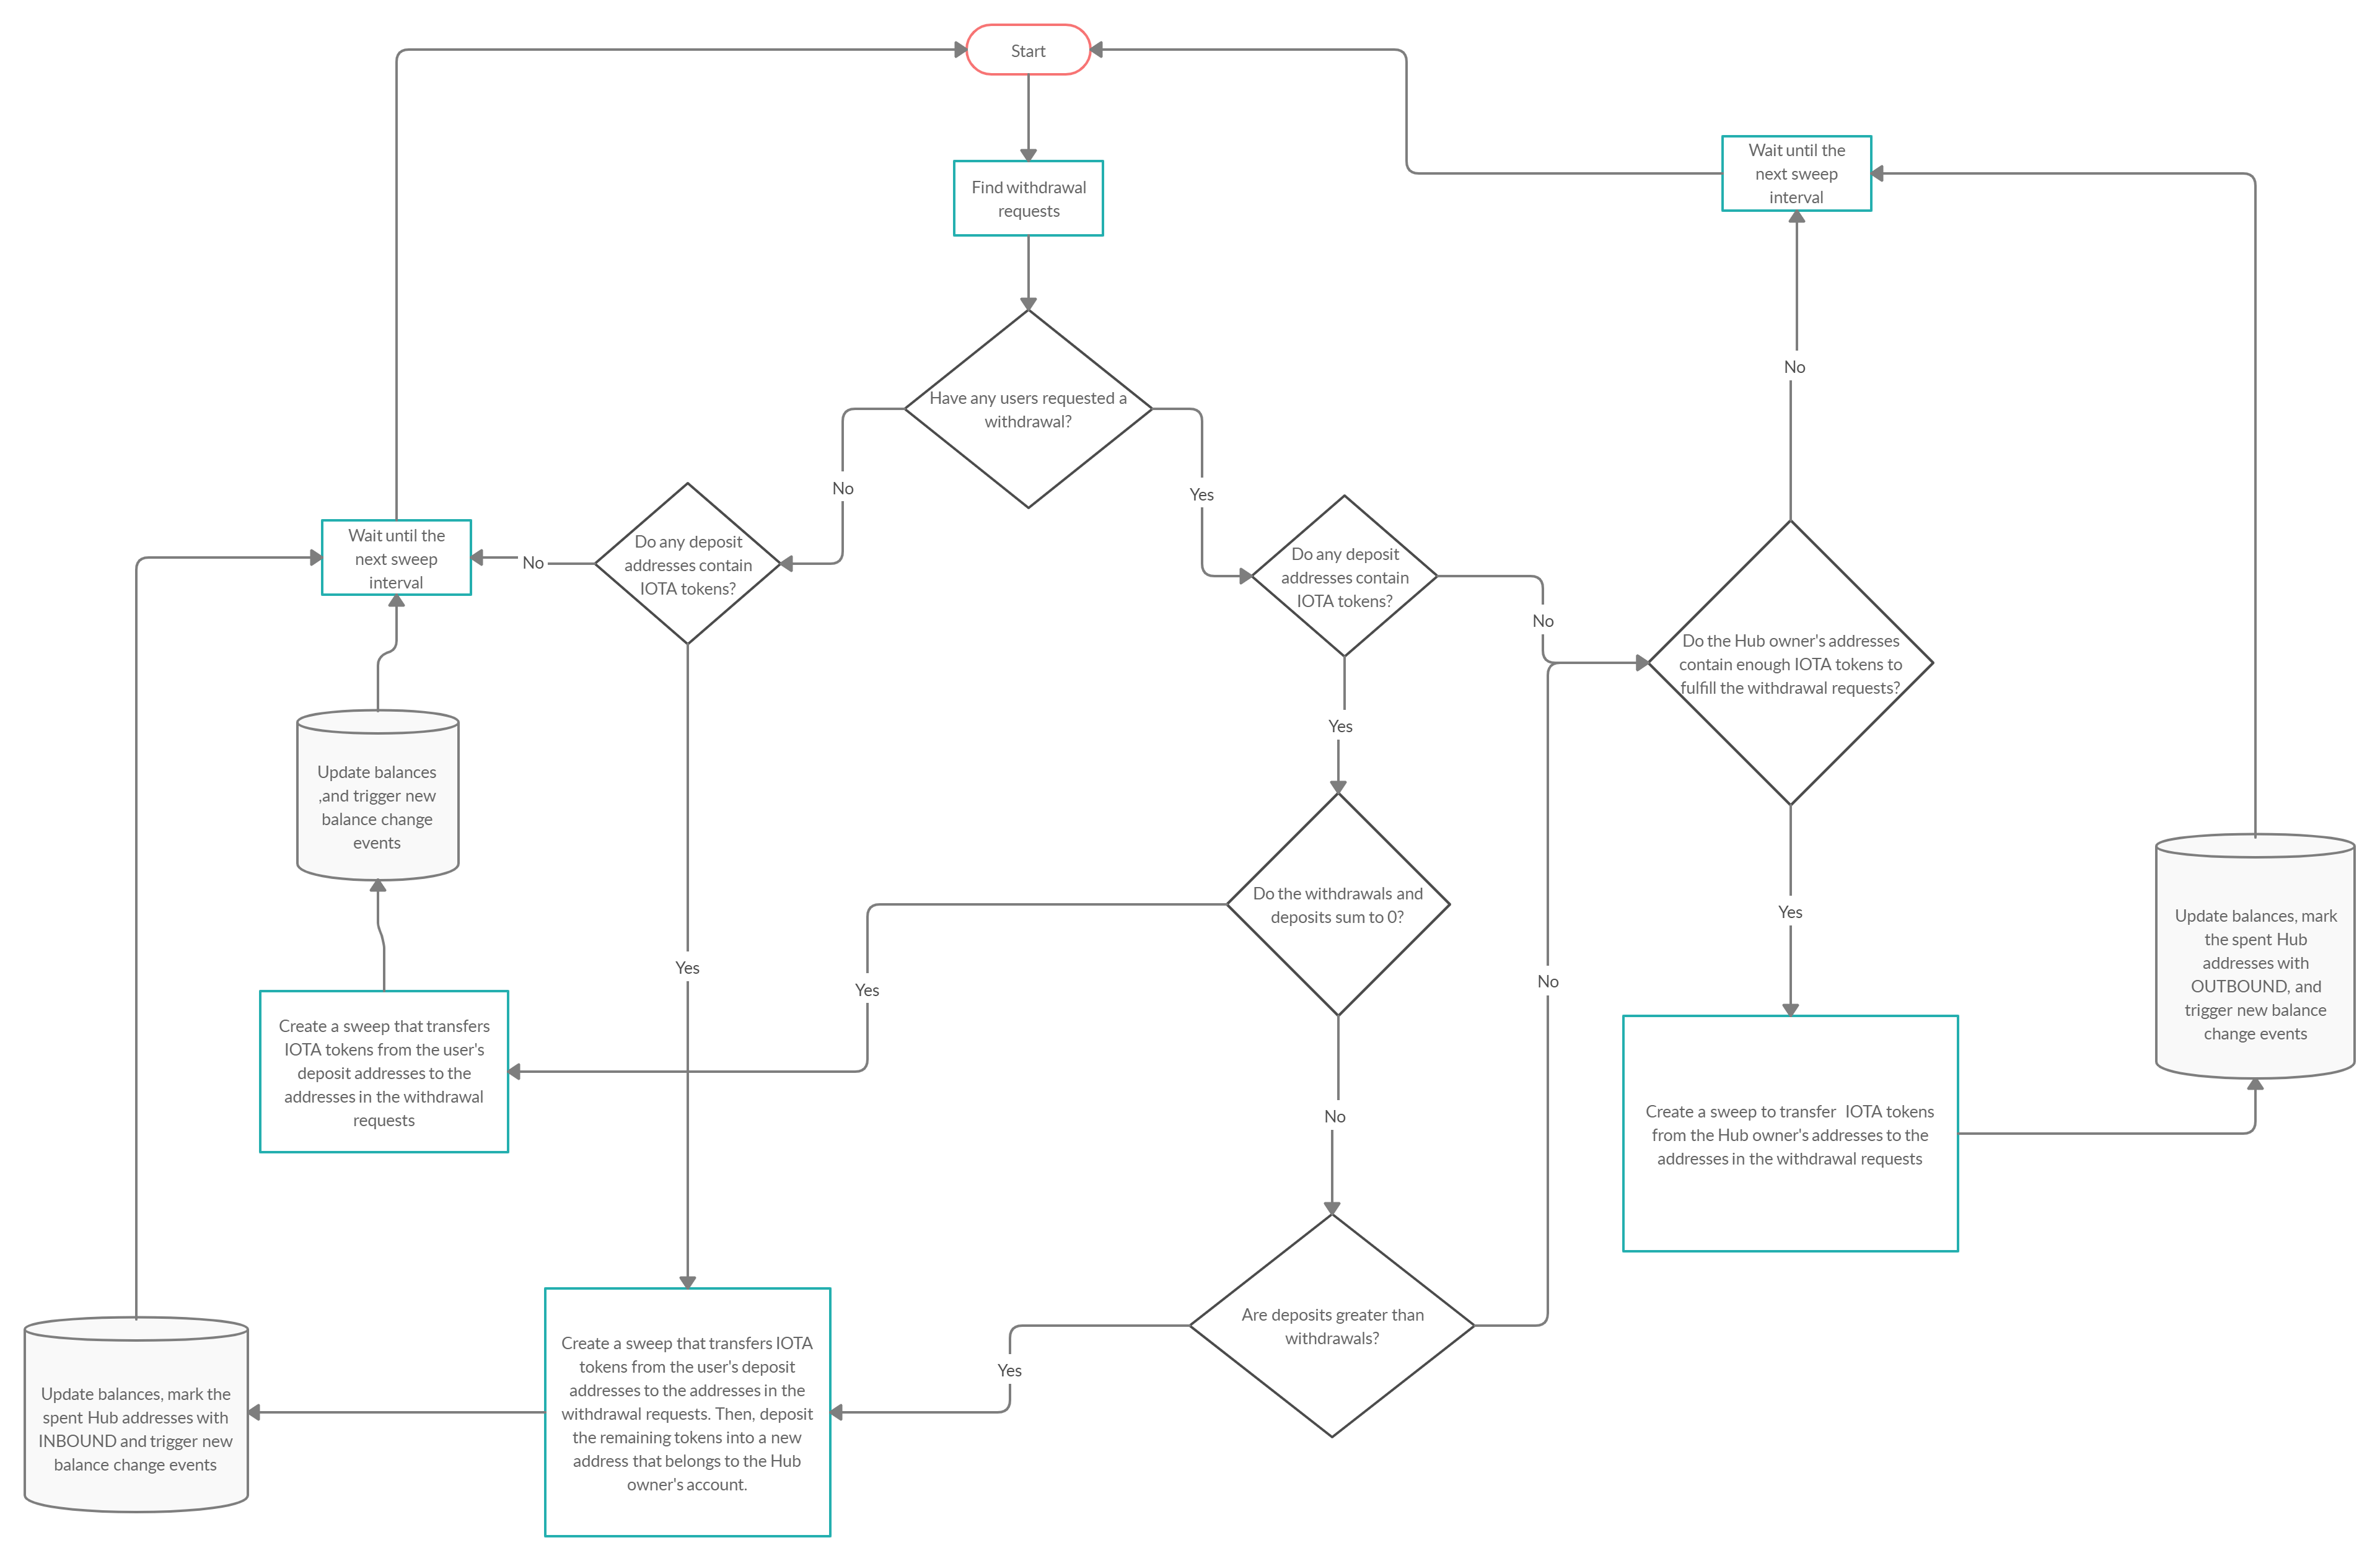 Start
Find withdrawal
requests
Wait until the
next sweep
interval
No
Have any users requested a
withdrawal?
No
Yes
Wait until the
next sweep
interval
No
Do any deposit
addresses contain
IOTA tokens?
Do any deposit
addresses contain
IOTA tokens?
No
Do the Hub owner's addresses
contain enough IOTA tokens to
fulfill the withdrawal requests?
Yes
Update balances
,and trigger new
balance change
events
Do the withdrawals and
deposits sum to 0?
Yes
Yes
Yes
No
Update balances, mark
the spent Hub
addresses with
OUTBOUND, and
trigger new balance
change events
Create a sweep that transfers
IOTA tokens from the user's
deposit addresses to the
addresses in the withdrawal
requests
No
Create a sweep to transfer  IOTA tokens
from the Hub owner's addresses to the
addresses in the withdrawal requests
Are deposits greater than
withdrawals?
Yes
Create a sweep that transfers IOTA
tokens from the user's deposit
addresses to the addresses in the
withdrawal requests. Then, deposit
the remaining tokens into a new
address that belongs to the Hub
owner's account.
Update balances, mark the
spent Hub addresses with
INBOUND and trigger new
balance change events